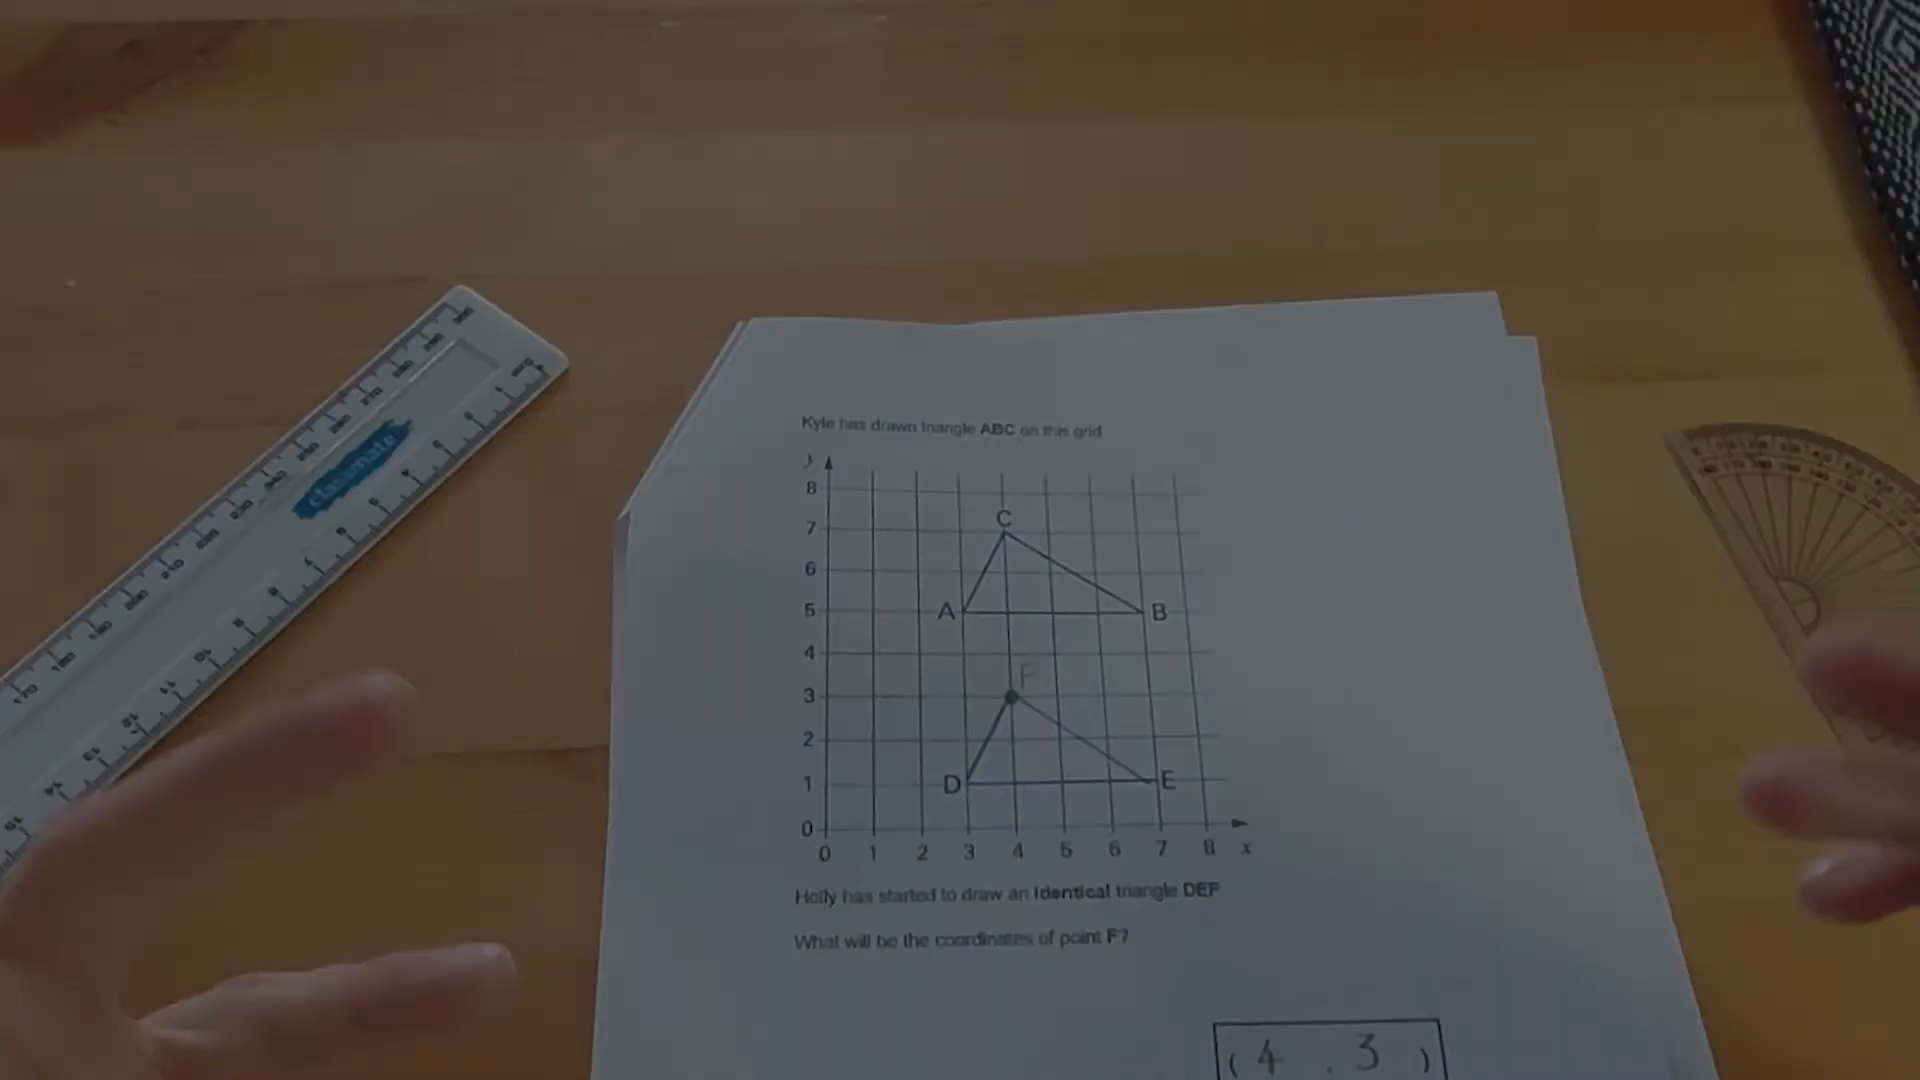 classmate
Kyle has drawn triangle ABC on this grid
y
8
7
6
5
4
3
2
1
0
C
A B
F
D E
0 1 2 3 4 5 6 7 8 x
Holly has started to draw an identical triangle DEF
What will be the coordinates of point F?
( 4 , 3 )